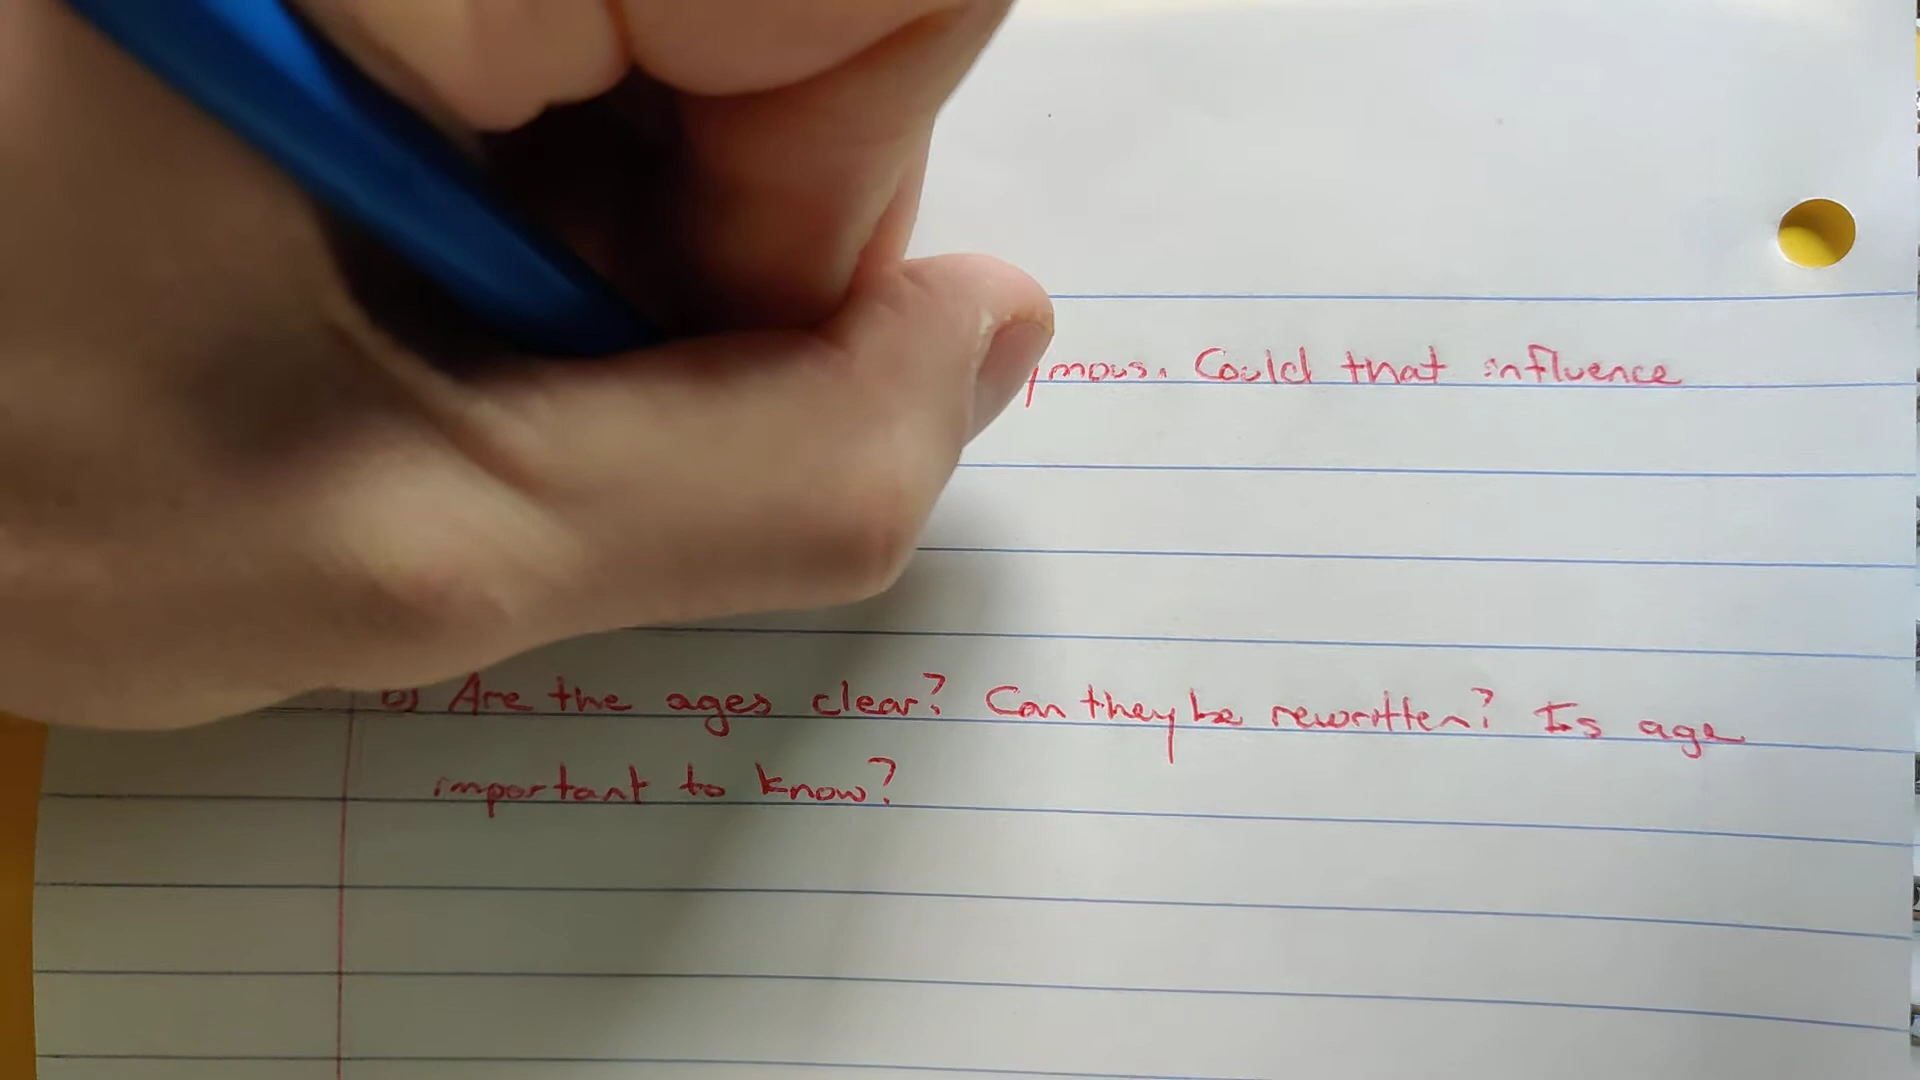 ymous. Could that influence
b) Are the ages clear? Can they be rewritten? Is age
important to know?